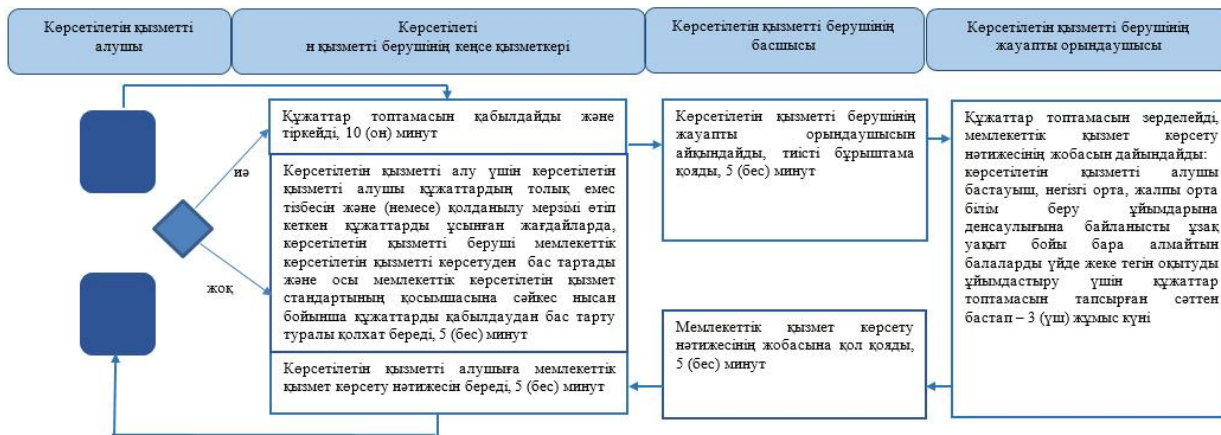 Көрсетілетін қызметті
алушы
Көрсетілеті
н қызметті берушінің кеңсе қызметкері
Көрсетілетін қызметті берушінің
басшысы
Көрсетілетін қызметті берушінің
жауапты орындаушысы
иә
жоқ
Құжаттар топтамасын қабылдайды және
тіркейді, 10 (он) минут
Көрсетілетін қызметті алу үшін көрсетілетін
қызметті алушы құжаттардың толық емес
тізбесін және (немесе) қолданылу мерзімі өтіп
кеткен құжаттарды ұсынған жағдайларда,
көрсетілетін қызметті беруші мемлекеттік
көрсетілетін қызметті көрсетуден бас тартады
және осы мемлекеттік көрсетілетін қызмет
стандартының қосымшасына сәйкес нысан
бойынша құжаттарды қабылдаудан бас тарту
туралы қолхат береді, 5 (бес) минут
Көрсетілетін қызметті алушыға мемлекеттік
қызмет көрсету нәтижесін береді, 5 (бес) минут
Көрсетілетін қызметті берушінің
жауапты орындаушысын
айқындайды, тиісті бұрыштама
қояды, 5 (бес) минут
Мемлекеттік қызмет көрсету
нәтижесінің жобасына қол қояды,
5 (бес) минут
Құжаттар топтамасын зерделейді,
мемлекеттік қызмет көрсету
нәтижесінің жобасын дайындайды:
көрсетілетін қызметті алушы
бастауыш, негізгі орта, жалпы орта
білім беру ұйымдарына
денсаулығына байланысты ұзақ
уақыт бойы бара алмайтын
балаларды үйде жеке тегін оқытуды
ұйымдастыру үшін құжаттар
топтамасын тапсырған сәттен
бастап – 3 (үш) жұмыс күні